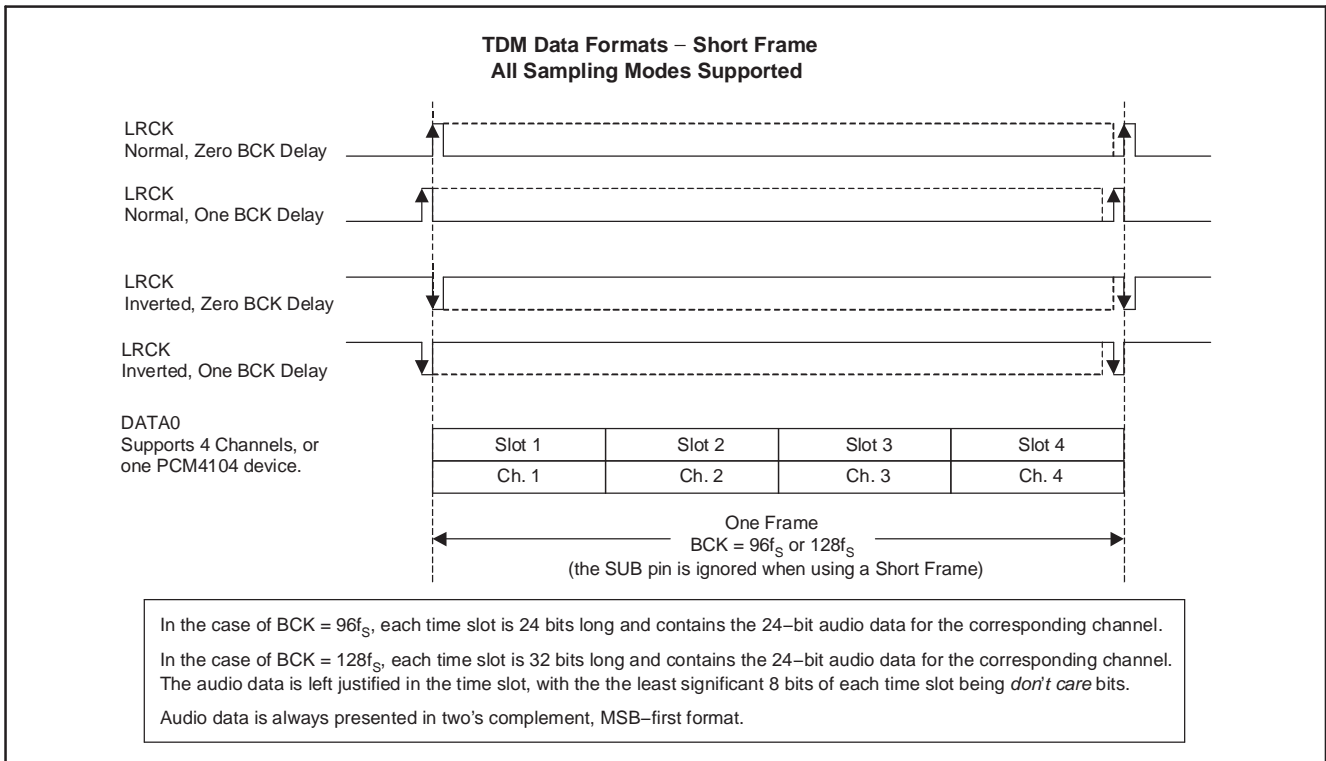 TDM Data Formats – Short Frame
All Sampling Modes Supported
LRCK
Normal, Zero BCK Delay
LRCK
Normal, One BCK Delay
LRCK
Inverted, Zero BCK Delay
LRCK
Inverted, One BCK Delay
DATA0
Supports 4 Channels, or
one PCM4104 device.
Slot 1 Slot 2 Slot 3 Slot 4
Ch. 1 Ch. 2 Ch. 3 Ch. 4
One Frame
BCK = 96fS or 128fS
(the SUB pin is ignored when using a Short Frame)
In the case of BCK = 96fS, each time slot is 24 bits long and contains the 24–bit audio data for the corresponding channel.
In the case of BCK = 128fS, each time slot is 32 bits long and contains the 24–bit audio data for the corresponding channel.
The audio data is left justified in the time slot, with the the least significant 8 bits of each time slot being don't care bits.
Audio data is always presented in two's complement, MSB–first format.